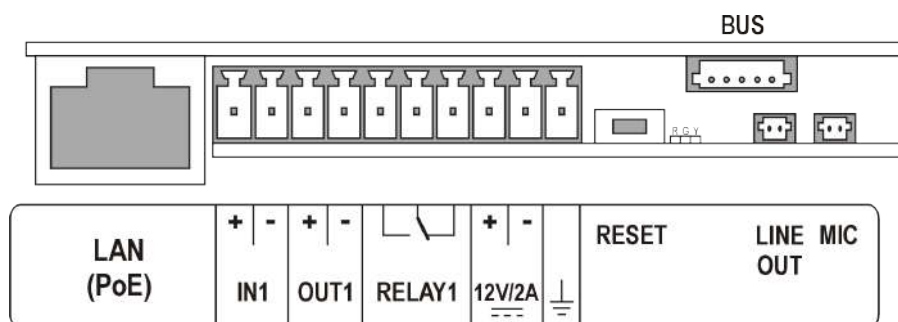 BUS
R G Y
+ - + - + -
LAN
(PoE)
IN1 OUT1 RELAY1 12V/2A
RESET
LINE
OUT
MIC